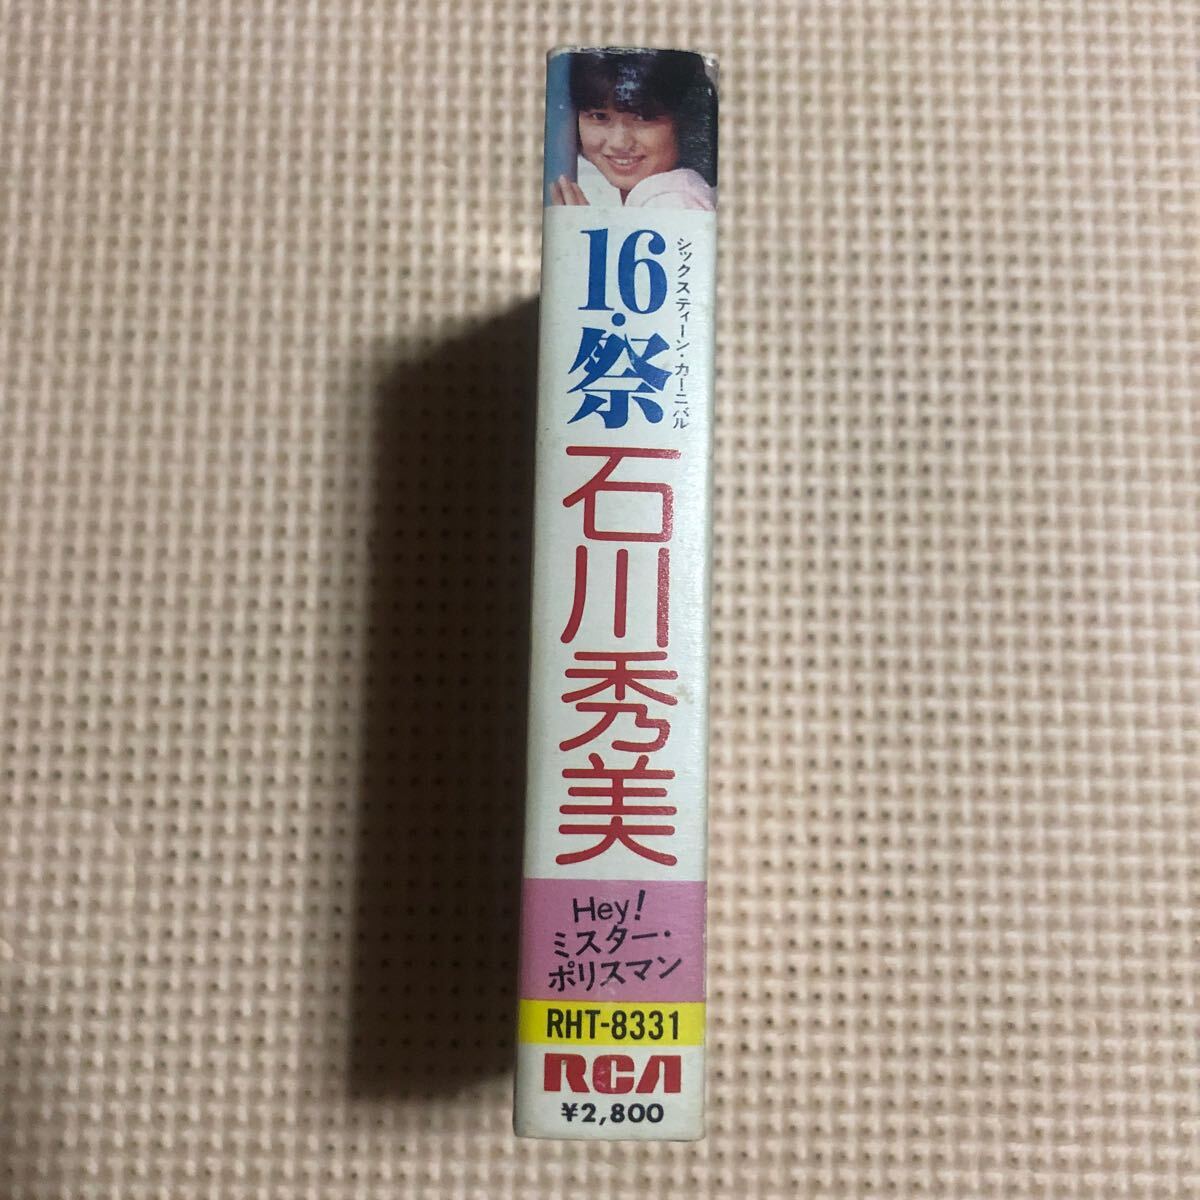 16・祭
シックスティーン・カーニバル
石川秀美
Hey!
ミスター・
ポリスマン
RHT-8331
RCA
¥2,800